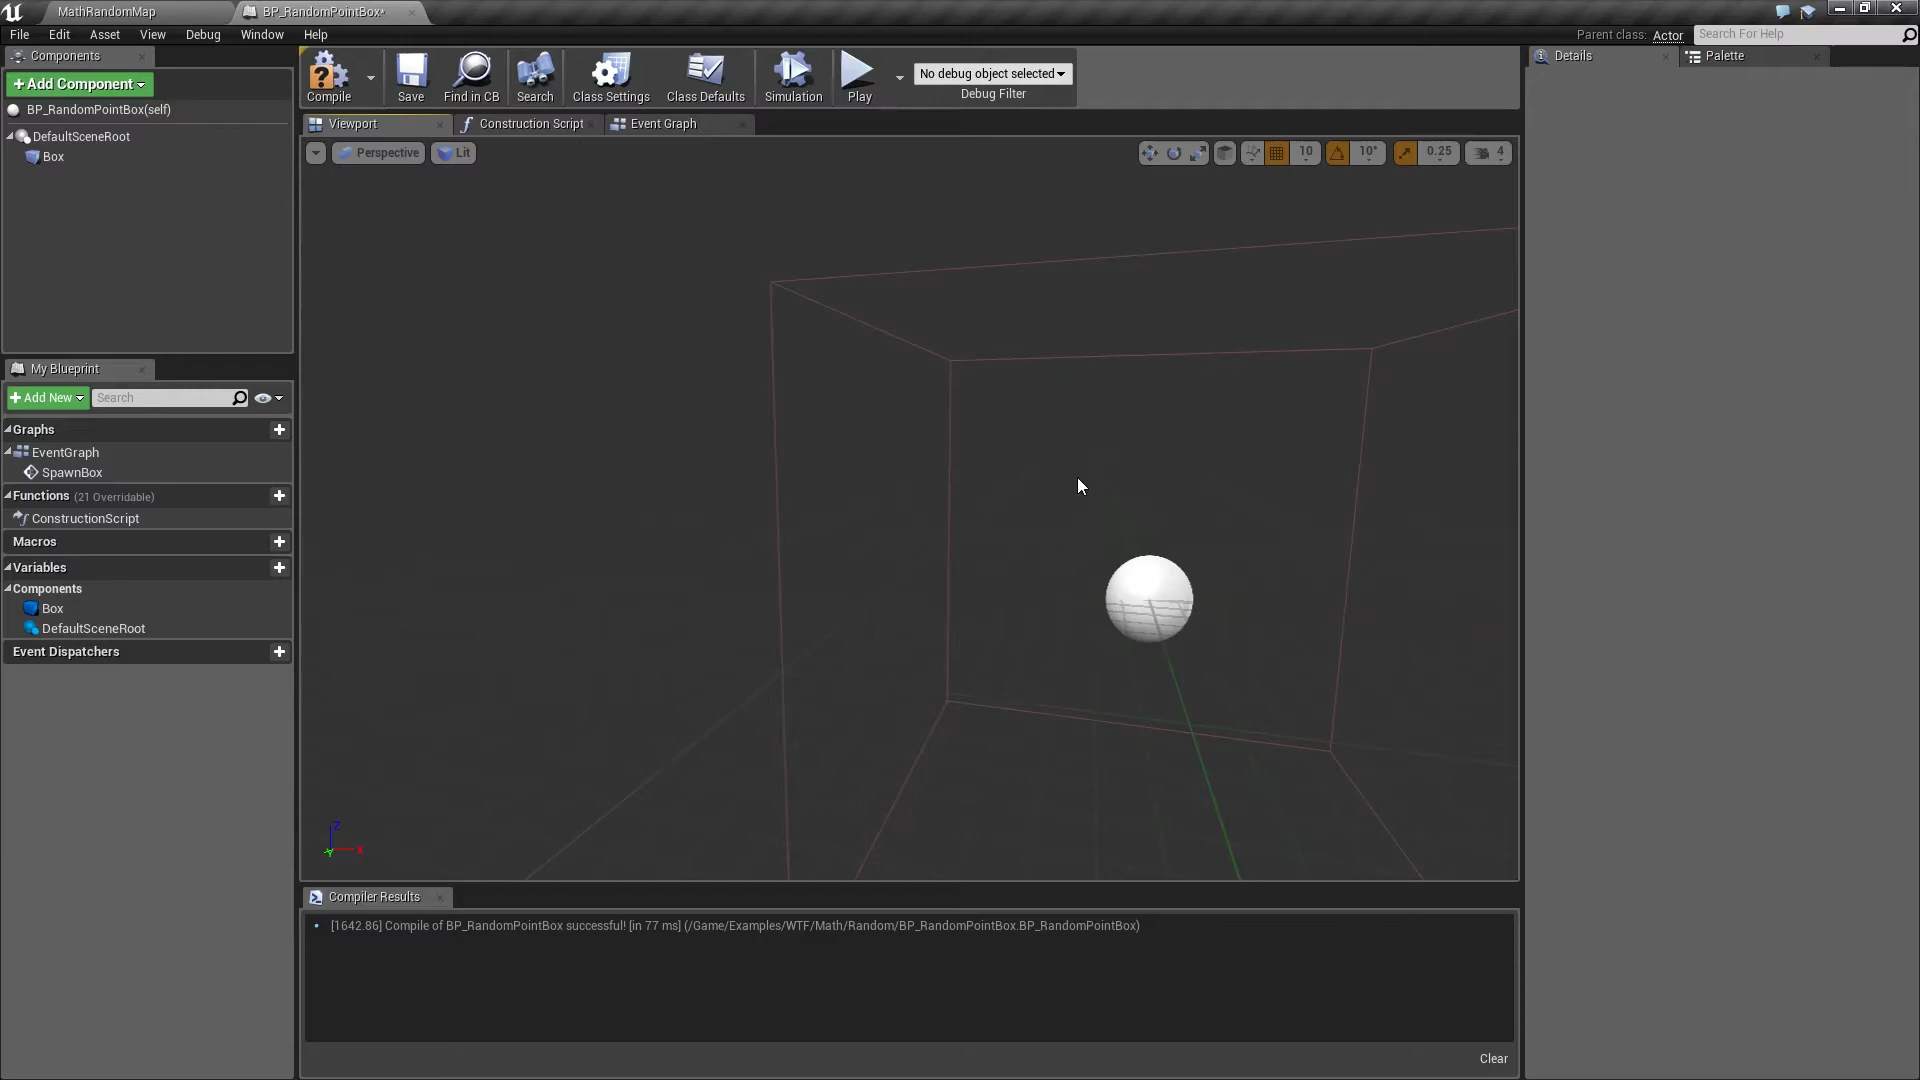 MathRandomMap
BP_RandomPointBox*
File Edit Asset View Debug Window Help
Parent class: Actor
Search For Help
Components
+ Add Component
BP_RandomPointBox(self)
DefaultSceneRoot
Box
Compile
Save
Find in CB
Search
Class Settings
Class Defaults
Simulation
Play
No debug object selected
Debug Filter
Details
Palette
Viewport
Construction Script
Event Graph
Perspective
Lit
10
10°
0.25
4
My Blueprint
+ Add New
Search
Graphs
EventGraph
SpawnBox
Functions (21 Overridable)
ConstructionScript
Macros
Variables
Components
Box
DefaultSceneRoot
Event Dispatchers
Z
X
Y
Compiler Results
[1642.86] Compile of BP_RandomPointBox successful! [in 77 ms] (/Game/Examples/WTF/Math/Random/BP_RandomPointBox.BP_RandomPointBox)
Clear